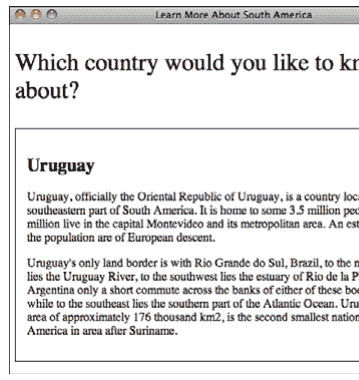 Learn More About South America
Which country would you like to kn
about?
Uruguay
Uruguay, officially the Oriental Republic of Uruguay, is a country loc
southeastern part of South America. It is home to some 3.5 million peo
million live in the capital Montevideo and its metropolitan area. An est
the population are of European descent.
Uruguay's only land border is with Rio Grande do Sul, Brazil, to the n
lies the Uruguay River, to the southwest lies the estuary of Rio de la P
Argentina only a short commute across the banks of either of these bo
while to the southeast lies the southern part of the Atlantic Ocean. Uru
area of approximately 176 thousand km2, is the second smallest nation
America in area after Suriname.